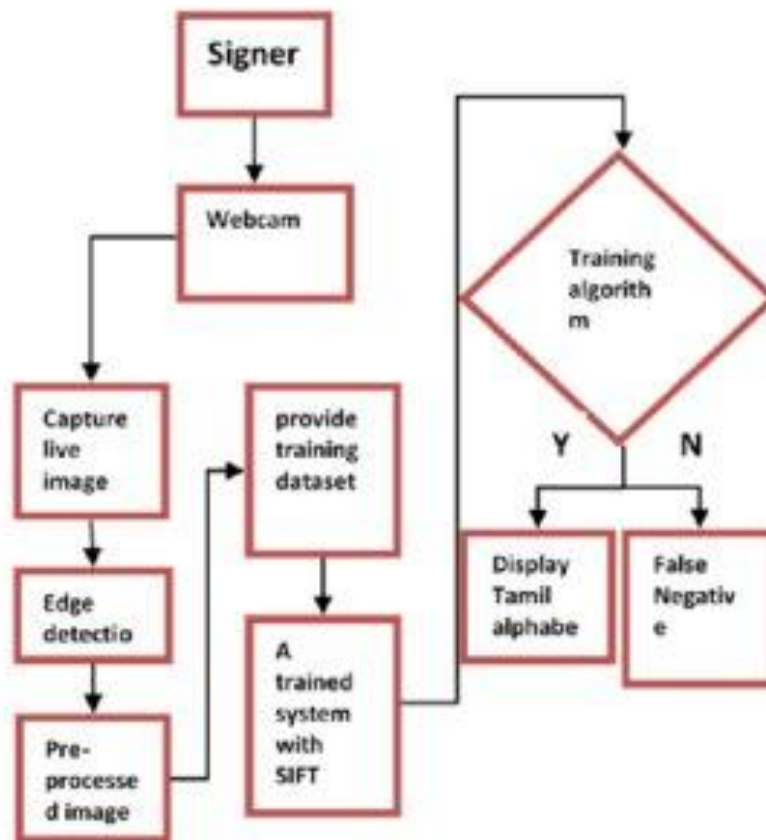 Signer
Webcam
Capture
live
image
Edge
detectio
Pre-
processe
d image
provide
training
dataset
A
trained
system
with
SIFT
Training
algorith
m
Y
N
Display
Tamil
alphabe
False
Negativ
e